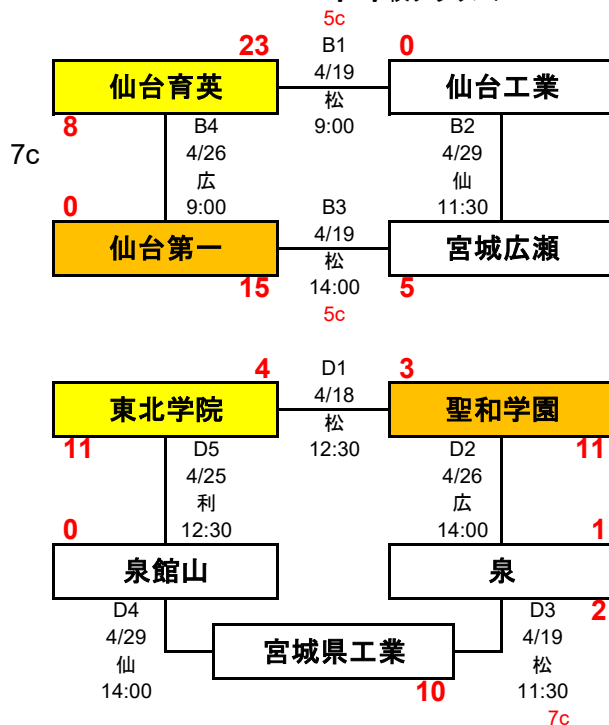 5c
23 B1 0
4/19
仙台育英 松 仙台工業
9:00
8 B4 B2
7c 4/26 4/29
広 仙
0 9:00 B3 11:30
4/19
仙台第一 松 宮城広瀬
15 14:00 5
5c
4 D1 3
4/18
東北学院 松 聖和学園
11 D5 12:30 D2 11
4/25 4/26
利 広
0 12:30 14:00 1
泉館山 泉
D4 D3 2
4/29 4/19
仙 宮城県工業 松
14:00 10 11:30
7c